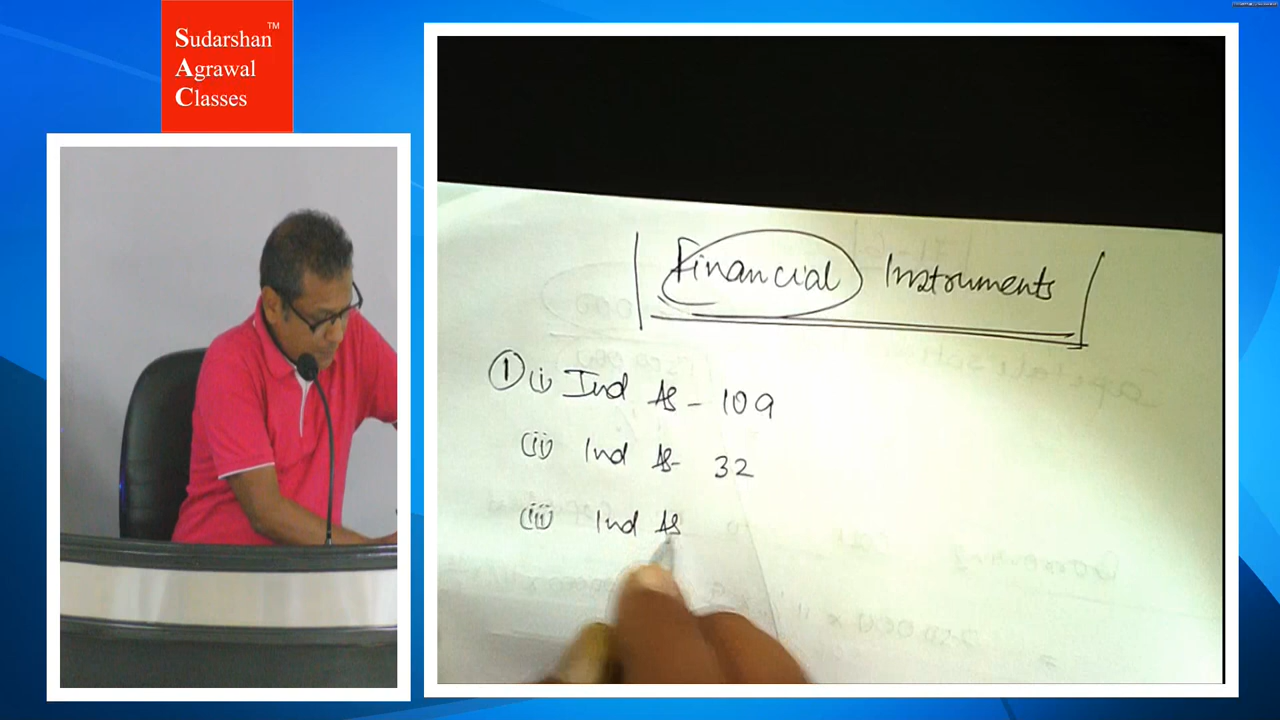 Sudarshan™
Agrawal
Classes
Financial Instruments
① (i) Ind AS - 109
(ii) Ind AS - 32
(iii) Ind AS